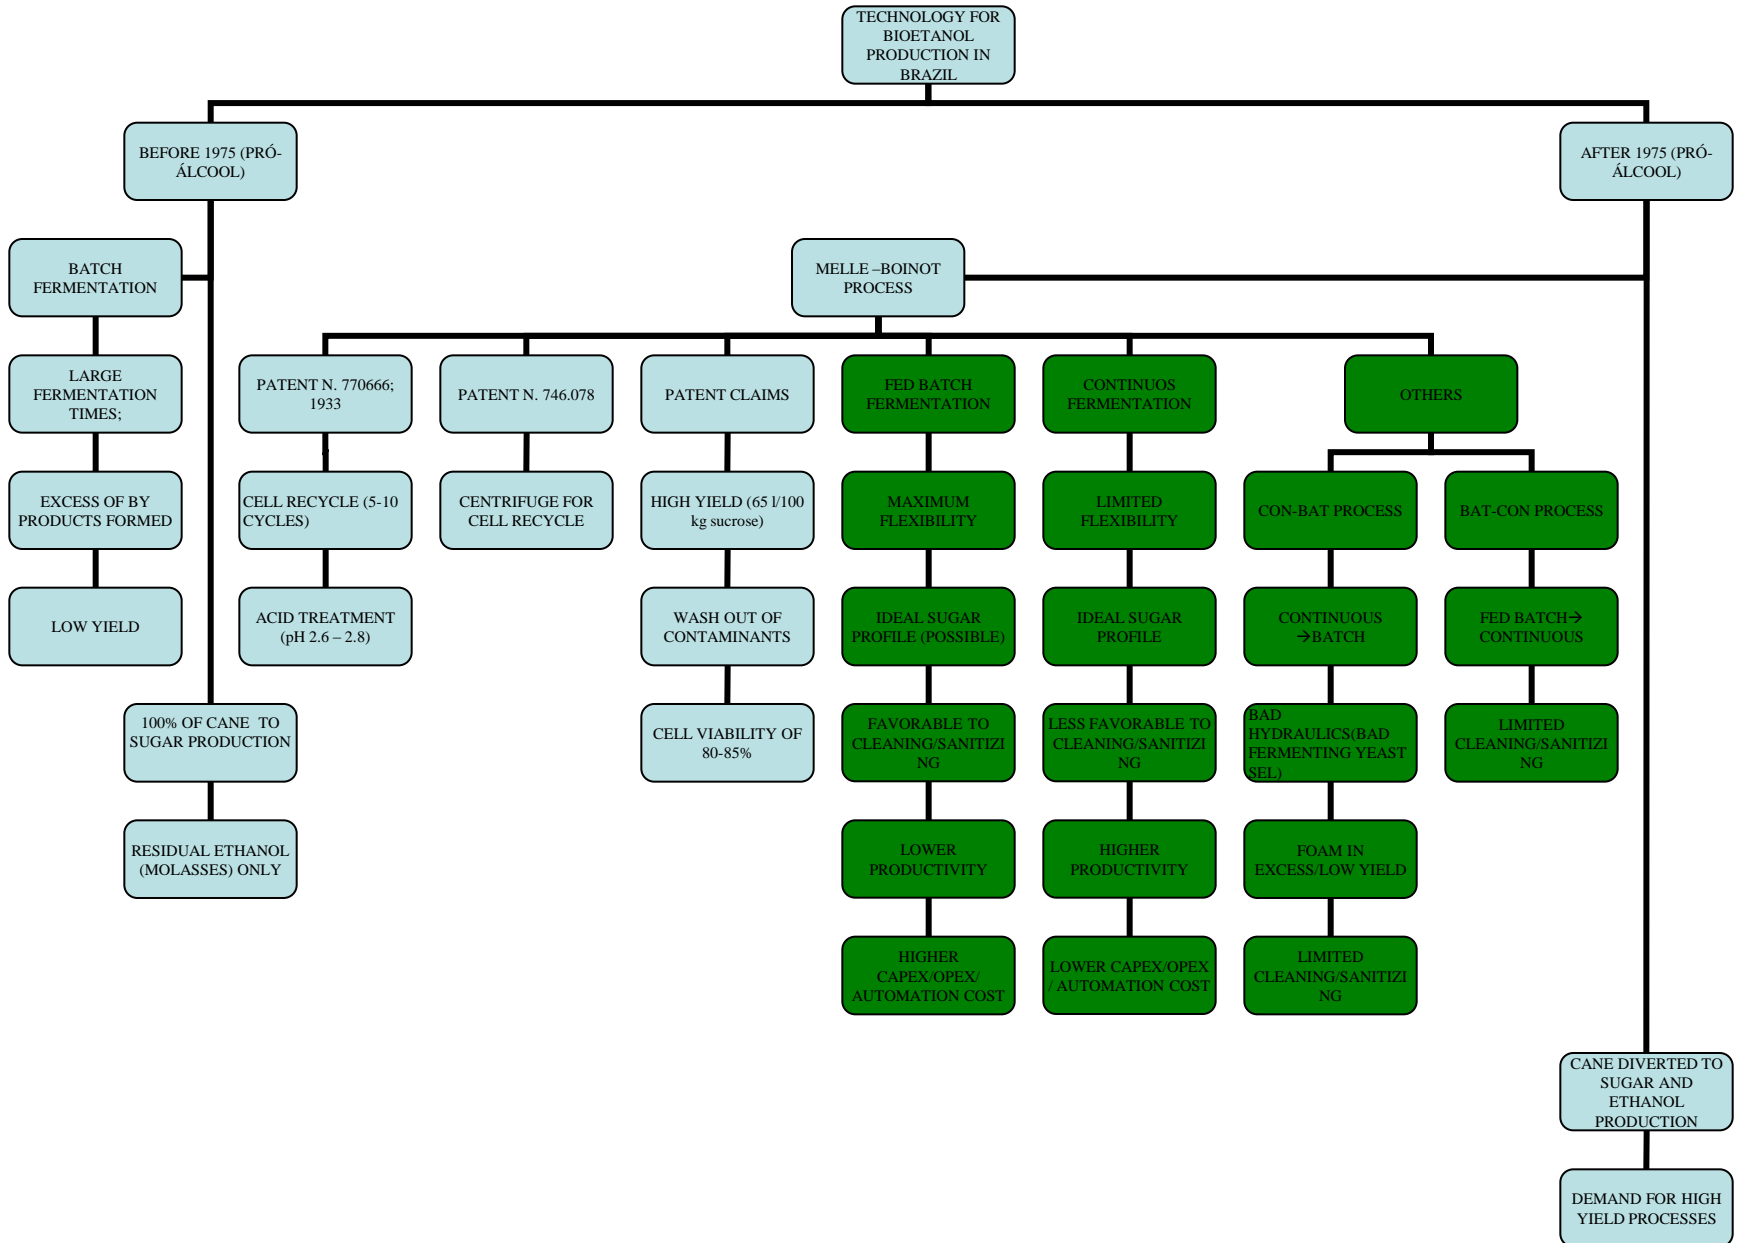 TECHNOLOGY FOR
BIOETANOL
PRODUCTION IN
BRAZIL
BEFORE 1975 (PRÓ-
ÁLCOOL)
AFTER 1975 (PRÓ-
ÁLCOOL)
BATCH
FERMENTATION
MELLE –BOINOT
PROCESS
LARGE
FERMENTATION
TIMES;
PATENT N. 770666;
1933
PATENT N. 746.078
PATENT CLAIMS
FED BATCH
FERMENTATION
CONTINUOS
FERMENTATION
OTHERS
EXCESS OF BY
PRODUCTS FORMED
CELL RECYCLE (5-10
CYCLES)
CENTRIFUGE FOR
CELL RECYCLE
HIGH YIELD (65 l/100
kg sucrose)
MAXIMUM
FLEXIBILITY
LIMITED
FLEXIBILITY
CON-BAT PROCESS
BAT-CON PROCESS
LOW YIELD
ACID TREATMENT
(pH 2.6 – 2.8)
WASH OUT OF
CONTAMINANTS
IDEAL SUGAR
PROFILE (POSSIBLE)
IDEAL SUGAR
PROFILE
CONTINUOUS
→BATCH
FED BATCH→
CONTINUOUS
100% OF CANE TO
SUGAR PRODUCTION
CELL VIABILITY OF
80-85%
FAVORABLE TO
CLEANING/SANITIZI
NG
LESS FAVORABLE TO
CLEANING/SANITIZI
NG
BAD
HYDRAULICS(BAD
FERMENTING YEAST
SEL)
LIMITED
CLEANING/SANITIZI
NG
RESIDUAL ETHANOL
(MOLASSES) ONLY
LOWER
PRODUCTIVITY
HIGHER
PRODUCTIVITY
FOAM IN
EXCESS/LOW YIELD
HIGHER
CAPEX/OPEX/
AUTOMATION COST
LOWER CAPEX/OPEX
/ AUTOMATION COST
LIMITED
CLEANING/SANITIZI
NG
CANE DIVERTED TO
SUGAR AND
ETHANOL
PRODUCTION
DEMAND FOR HIGH
YIELD PROCESSES